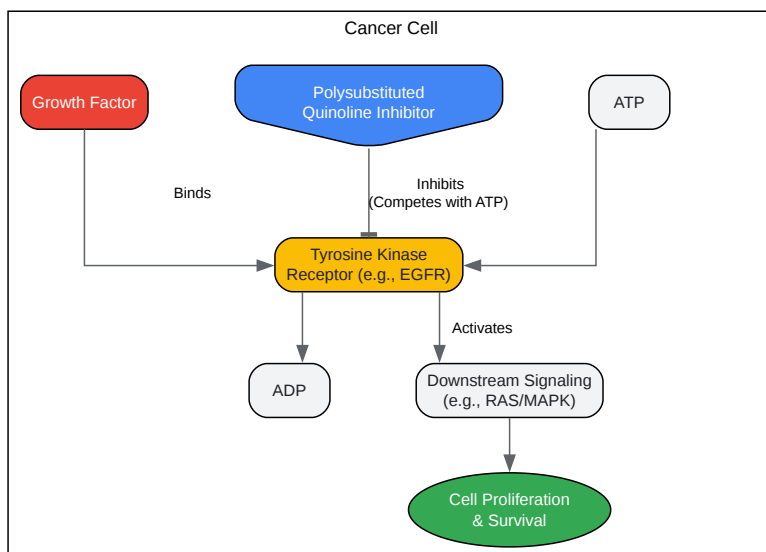 Cancer Cell
Growth Factor
Polysubstituted
Quinoline Inhibitor
ATP
Binds
Inhibits
(Competes with ATP)
Tyrosine Kinase
Receptor (e.g., EGFR)
Activates
ADP
Downstream Signaling
(e.g., RAS/MAPK)
Cell Proliferation
& Survival